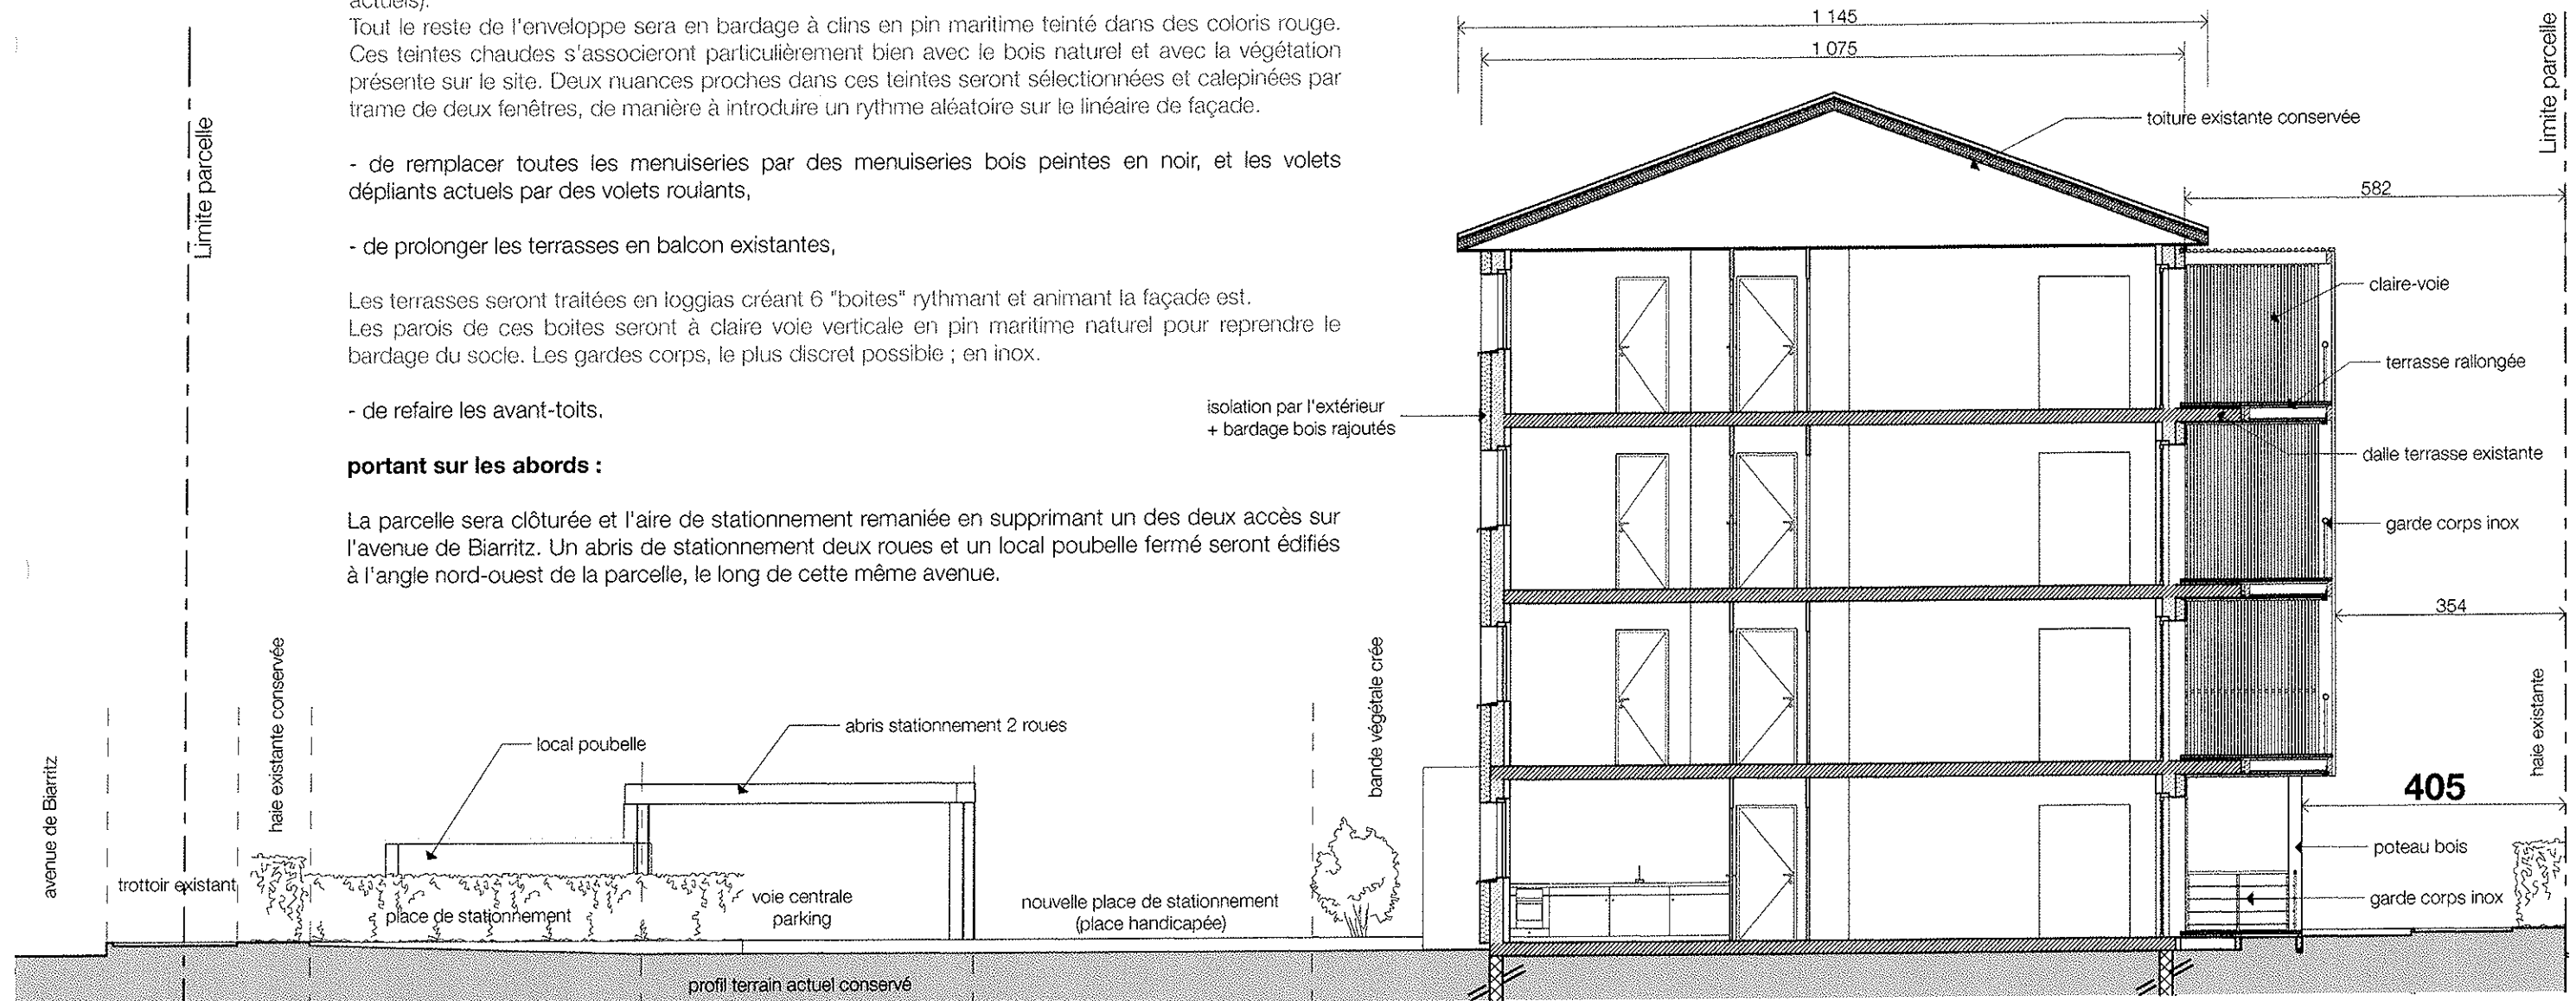 actuels).
Tout le reste de l'enveloppe sera en bardage à clins en pin maritime teinté dans des coloris rouge.
Ces teintes chaudes s'associeront particulièrement bien avec le bois naturel et avec la végétation
présente sur le site. Deux nuances proches dans ces teintes seront sélectionnées et calepinées par
trame de deux fenêtres, de manière à introduire un rythme aléatoire sur le linéaire de façade.
- de remplacer toutes les menuiseries par des menuiseries bois peintes en noir, et les volets
dépliants actuels par des volets roulants,
- de prolonger les terrasses en balcon existantes,
Les terrasses seront traitées en loggias créant 6 "boites" rythmant et animant la façade est.
Les parois de ces boites seront à claire voie verticale en pin maritime naturel pour reprendre le
bardage du socle. Les gardes corps, le plus discret possible ; en inox.
- de refaire les avant-toits.
portant sur les abords :
La parcelle sera clôturée et l'aire de stationnement remaniée en supprimant un des deux accès sur
l'avenue de Biarritz. Un abris de stationnement deux roues et un local poubelle fermé seront édifiés
à l'angle nord-ouest de la parcelle, le long de cette même avenue.
Limite parcelle
avenue de Biarritz
trottoir existant
haie existante conservée
local poubelle
abris stationnement 2 roues
place de stationnement
voie centrale
parking
nouvelle place de stationnement
(place handicapée)
bande végétale crée
profil terrain actuel conservé
isolation par l'extérieur
+ bardage bois rajoutés
1 145
1 075
toiture existante conservée
Limite parcelle
582
claire-voie
terrasse rallongée
dalle terrasse existante
garde corps inox
354
haie existante
405
poteau bois
garde corps inox